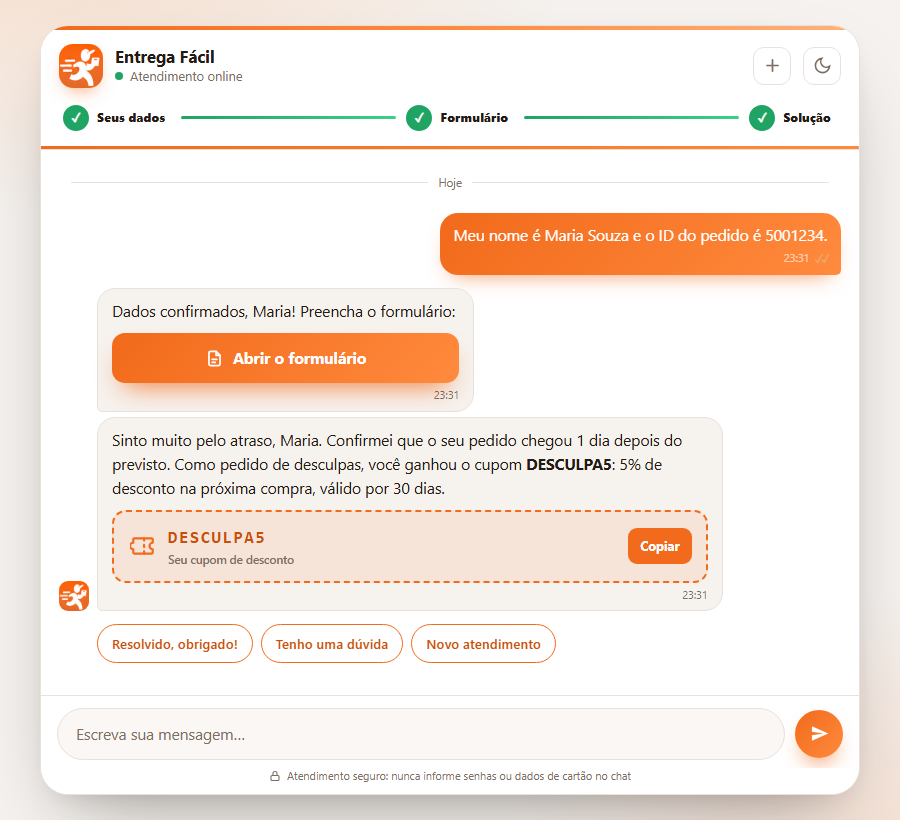 Entrega Fácil
Atendimento online
Seus dados
Formulário
Solução
Hoje
Meu nome é Maria Souza e o ID do pedido é 5001234.
23:31
Dados confirmados, Maria! Preencha o formulário:
Abrir o formulário
23:31
Sinto muito pelo atraso, Maria. Confirmei que o seu pedido chegou 1 dia depois do
previsto. Como pedido de desculpas, você ganhou o cupom DESCULPA5: 5% de
desconto na próxima compra, válido por 30 dias.
DESCULPA5
Seu cupom de desconto
Copiar
23:31
Resolvido, obrigado!
Tenho uma dúvida
Novo atendimento
Escreva sua mensagem...
Atendimento seguro: nunca informe senhas ou dados de cartão no chat